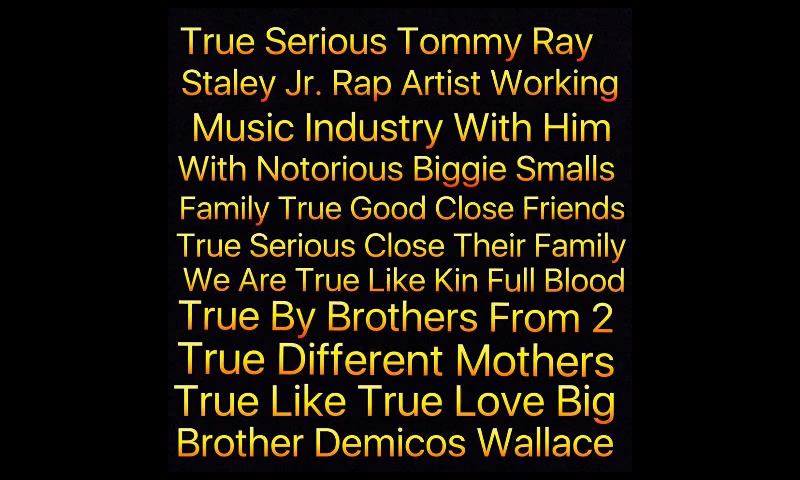 True Serious Tommy Ray
Staley Jr. Rap Artist Working
Music Industry With Him
With Notorious Biggie Smalls
Family True Good Close Friends
True Serious Close Their Family
We Are True Like Kin Full Blood
True By Brothers From 2
True Different Mothers
True Like True Love Big
Brother Demicos Wallace